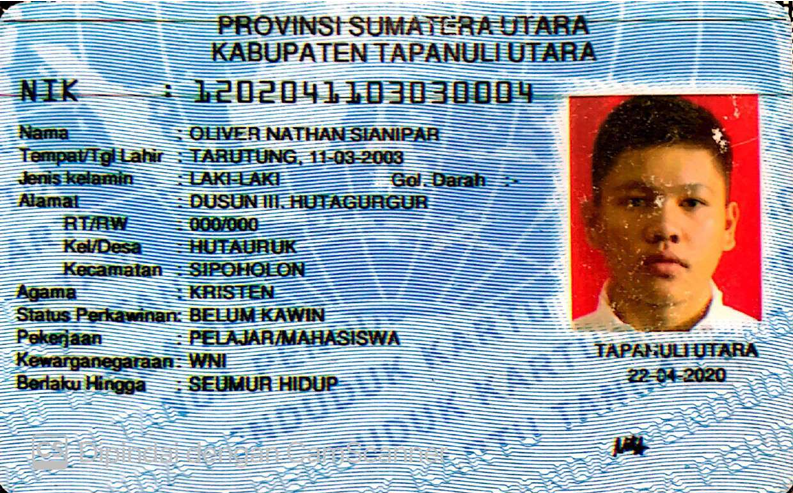 PROVINSI SUMATERA UTARA
KABUPATEN TAPANULI UTARA
NIK : 1202041103030004
Nama : OLIVER NATHAN SIANIPAR
Tempat/Tgl Lahir : TARUTUNG, 11-03-2003
Jenis kelamin : LAKI-LAKI Gol. Darah : -
Alamat : DUSUN III. HUTAGURGUR
RT/RW : 000/000
Kel/Desa : HUTAURUK
Kecamatan : SIPOHOLON
Agama : KRISTEN
Status Perkawinan: BELUM KAWIN
Pekerjaan : PELAJAR/MAHASISWA
Kewarganegaraan : WNI
Berlaku Hingga : SEUMUR HIDUP
TAPANULI UTARA
22-04-2020
Dipindai dengan CamScanner